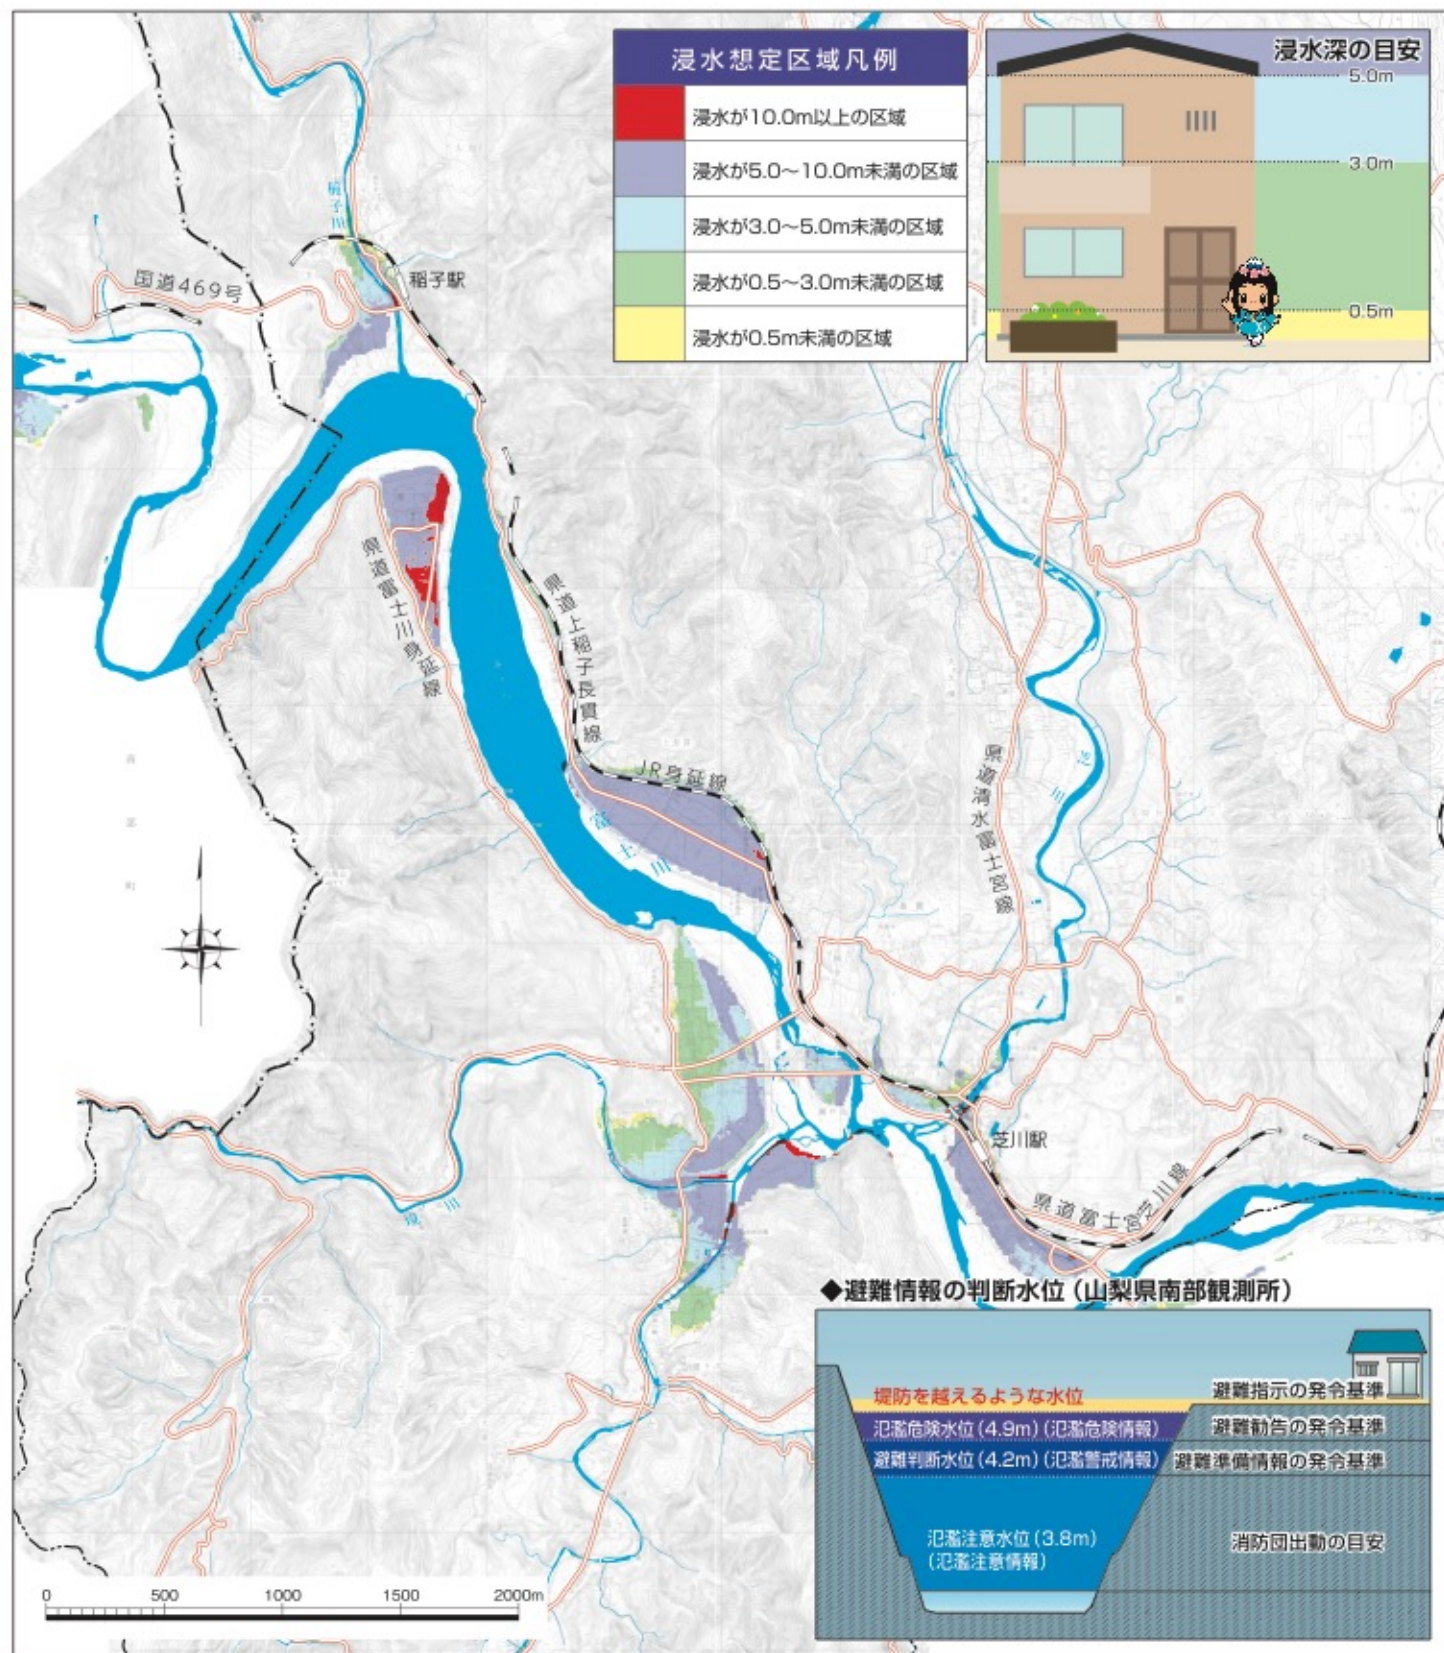 浸水想定区域凡例
浸水が10.0m以上の区域
浸水が5.0～10.0m未満の区域
浸水が3.0～5.0m未満の区域
浸水が0.5～3.0m未満の区域
浸水が0.5m未満の区域
浸水深の目安
5.0m
3.0m
0.5m
稲子川
国道469号
稲子駅
県道富士川身延線
県道上稲子長貫線
JR身延線
富士川
県道清水富士宮線
芝川
南部町
境川
芝川駅
県道富士宮芝川線
◆避難情報の判断水位（山梨県南部観測所）
堤防を越えるような水位
避難指示の発令基準
氾濫危険水位（4.9m）（氾濫危険情報）
避難勧告の発令基準
避難判断水位（4.2m）（氾濫警戒情報）
避難準備情報の発令基準
氾濫注意水位（3.8m）
（氾濫注意情報）
消防団出動の目安
0 500 1000 1500 2000m